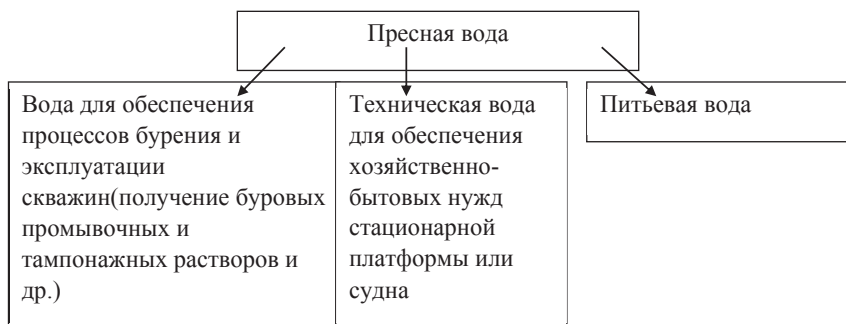 Пресная вода
Вода для обеспечения
процессов бурения и
эксплуатации
скважин(получение буровых
промывочных и
тампонажных растворов и
др.)
Техническая вода
для обеспечения
хозяйственно-
бытовых нужд
стационарной
платформы или
судна
Питьевая вода